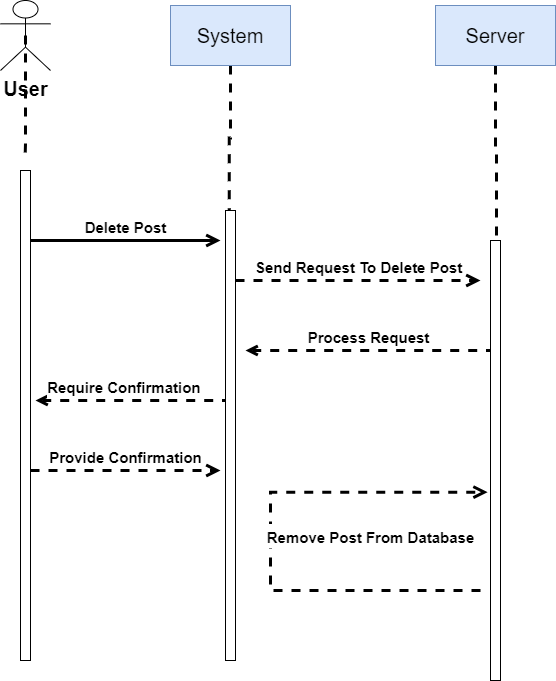 System
Server
User
Delete Post
Send Request To Delete Post
Process Request
Require Confirmation
Provide Confirmation
Remove Post From Database